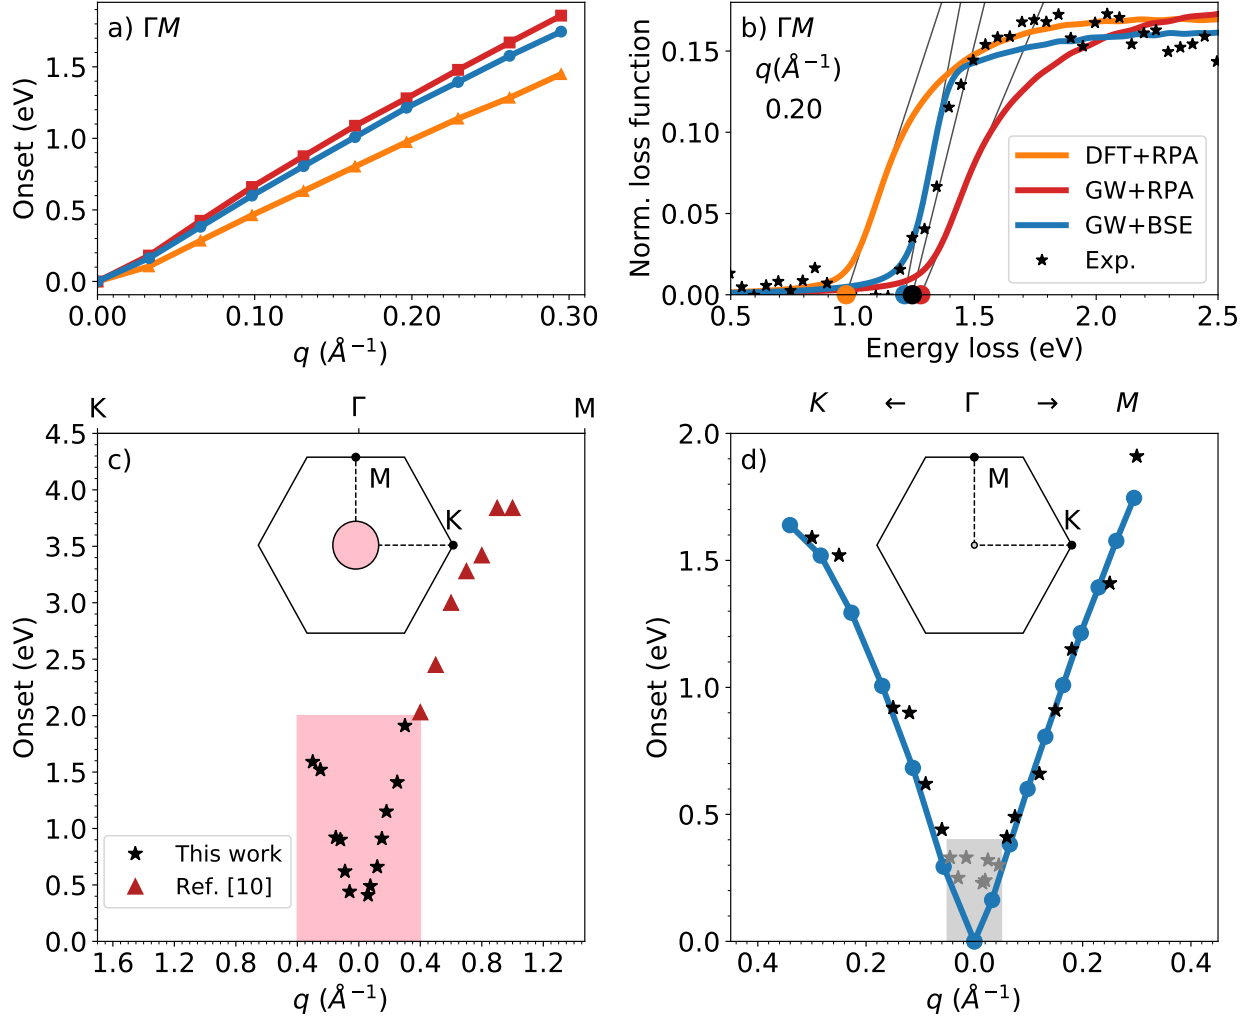 a) ΓM
Onset (eV)
1.5
1.0
0.5
0.0
0.00 0.05 0.10 0.20 0.30
q (Å⁻¹)
b) ΓM
q(Å⁻¹)
0.20
Norm. loss function
0.15
0.10
0.05
0.00
DFT+RPA
GW+RPA
GW+BSE
Exp.
0.5 1.0 1.5 2.0 2.5
Energy loss (eV)
K Γ M
c)
Onset (eV)
4.5
4.0
3.5
3.0
2.5
2.0
1.5
1.0
0.5
0.0
M
K
This work
Ref. [10]
1.6 1.2 0.8 0.4 0.0 0.4 0.8 1.2
q (Å⁻¹)
K ← Γ → M
d)
Onset (eV)
2.0
1.5
1.0
0.5
0.0
M
K
0.4 0.2 0.0 0.2 0.4
q (Å⁻¹)